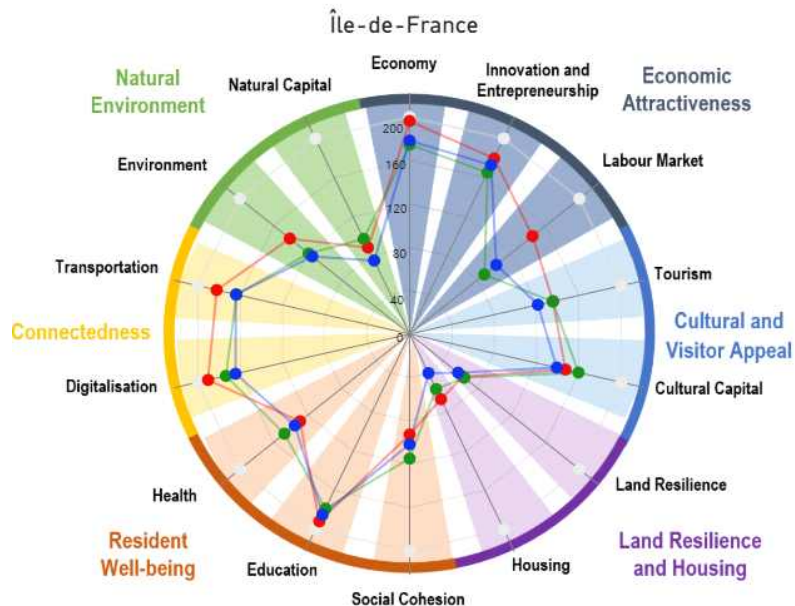 Île-de-France
Economy
Innovation and
Entrepreneurship
Economic
Attractiveness
Labour Market
Tourism
Cultural and
Visitor Appeal
Cultural Capital
Land Resilience
Land Resilience
and Housing
Housing
Social Cohesion
Education
Resident
Well-being
Health
Digitalisation
Connectedness
Transportation
Environment
Natural
Environment
Natural Capital
200
160
120
80
40
0